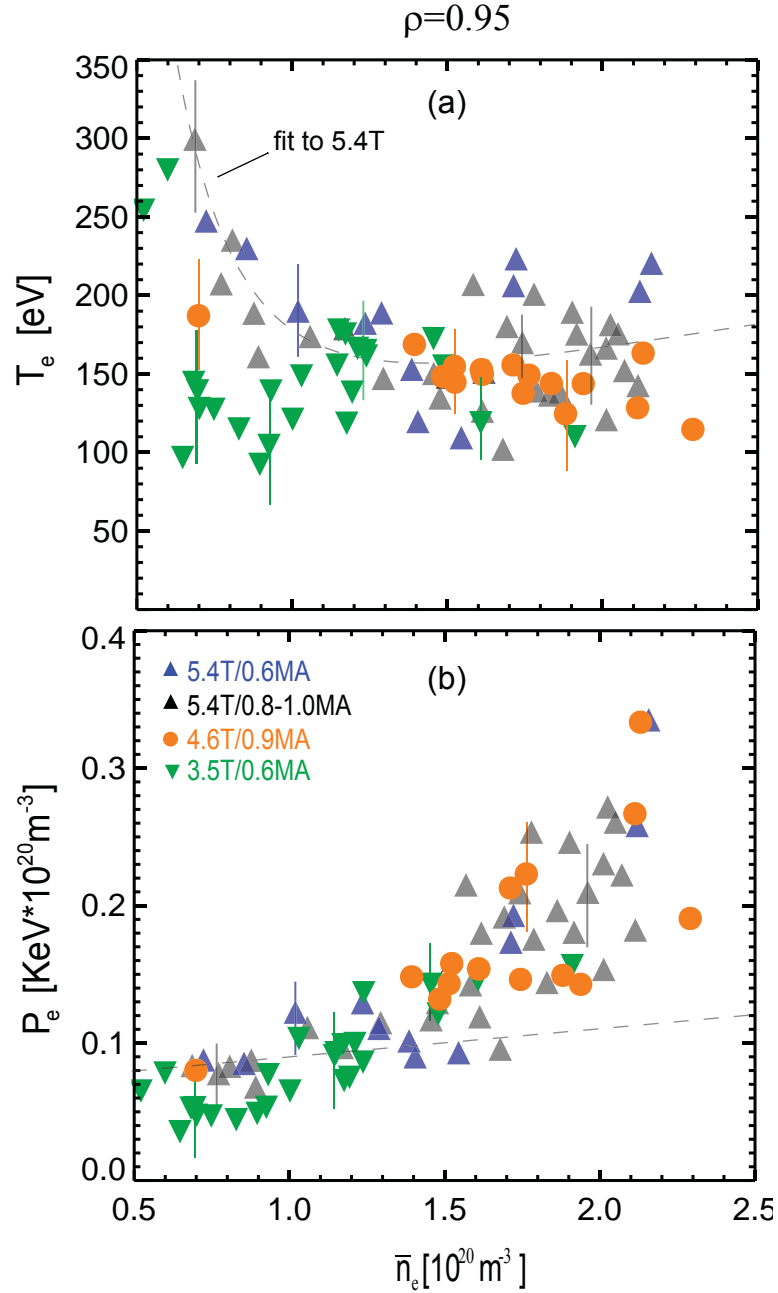 ρ=0.95
350
300
250
200
150
100
50
T_e [eV]
(a)
fit to 5.4T
0.4
0.3
0.2
0.1
0.0
P_e [KeV*10^20 m^-3]
(b)
5.4T/0.6MA
5.4T/0.8-1.0MA
4.6T/0.9MA
3.5T/0.6MA
0.5 1.0 1.5 2.0 2.5
n̅_e [10^20 m^-3]